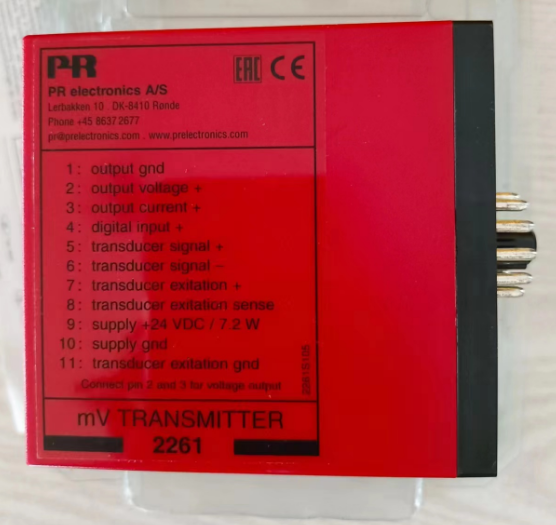 PR
EAC CE
PR electronics A/S
Lerbakken 10 . DK-8410 Rønde
Phone +45 8637 2677
pr@prelectronics.com . www.prelectronics.com
1: output gnd
2: output voltage +
3: output current +
4: digital input +
5: transducer signal +
6: transducer signal –
7: transducer exitation +
8: transducer exitation sense
9: supply +24 VDC / 7.2 W
10: supply gnd
11: transducer exitation gnd
Connect pin 2 and 3 for voltage output
mV TRANSMITTER
2261